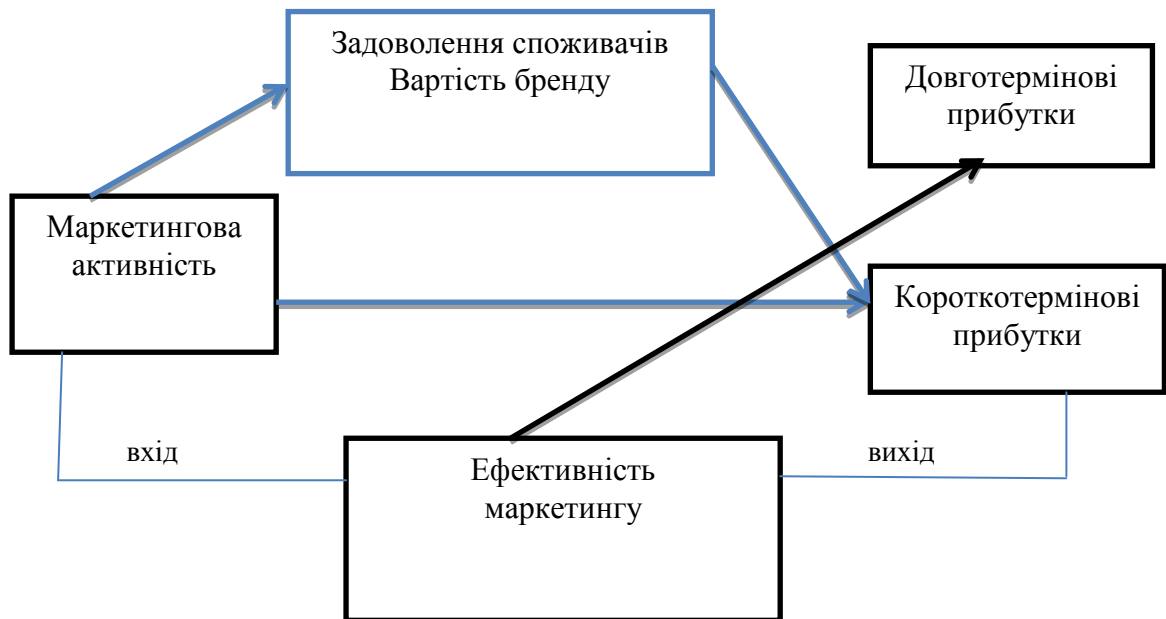 Задоволення споживачів
Вартість бренду
Довготермінові
прибутки
Маркетингова
активність
Короткотермінові
прибутки
вхід
вихід
Ефективність
маркетингу